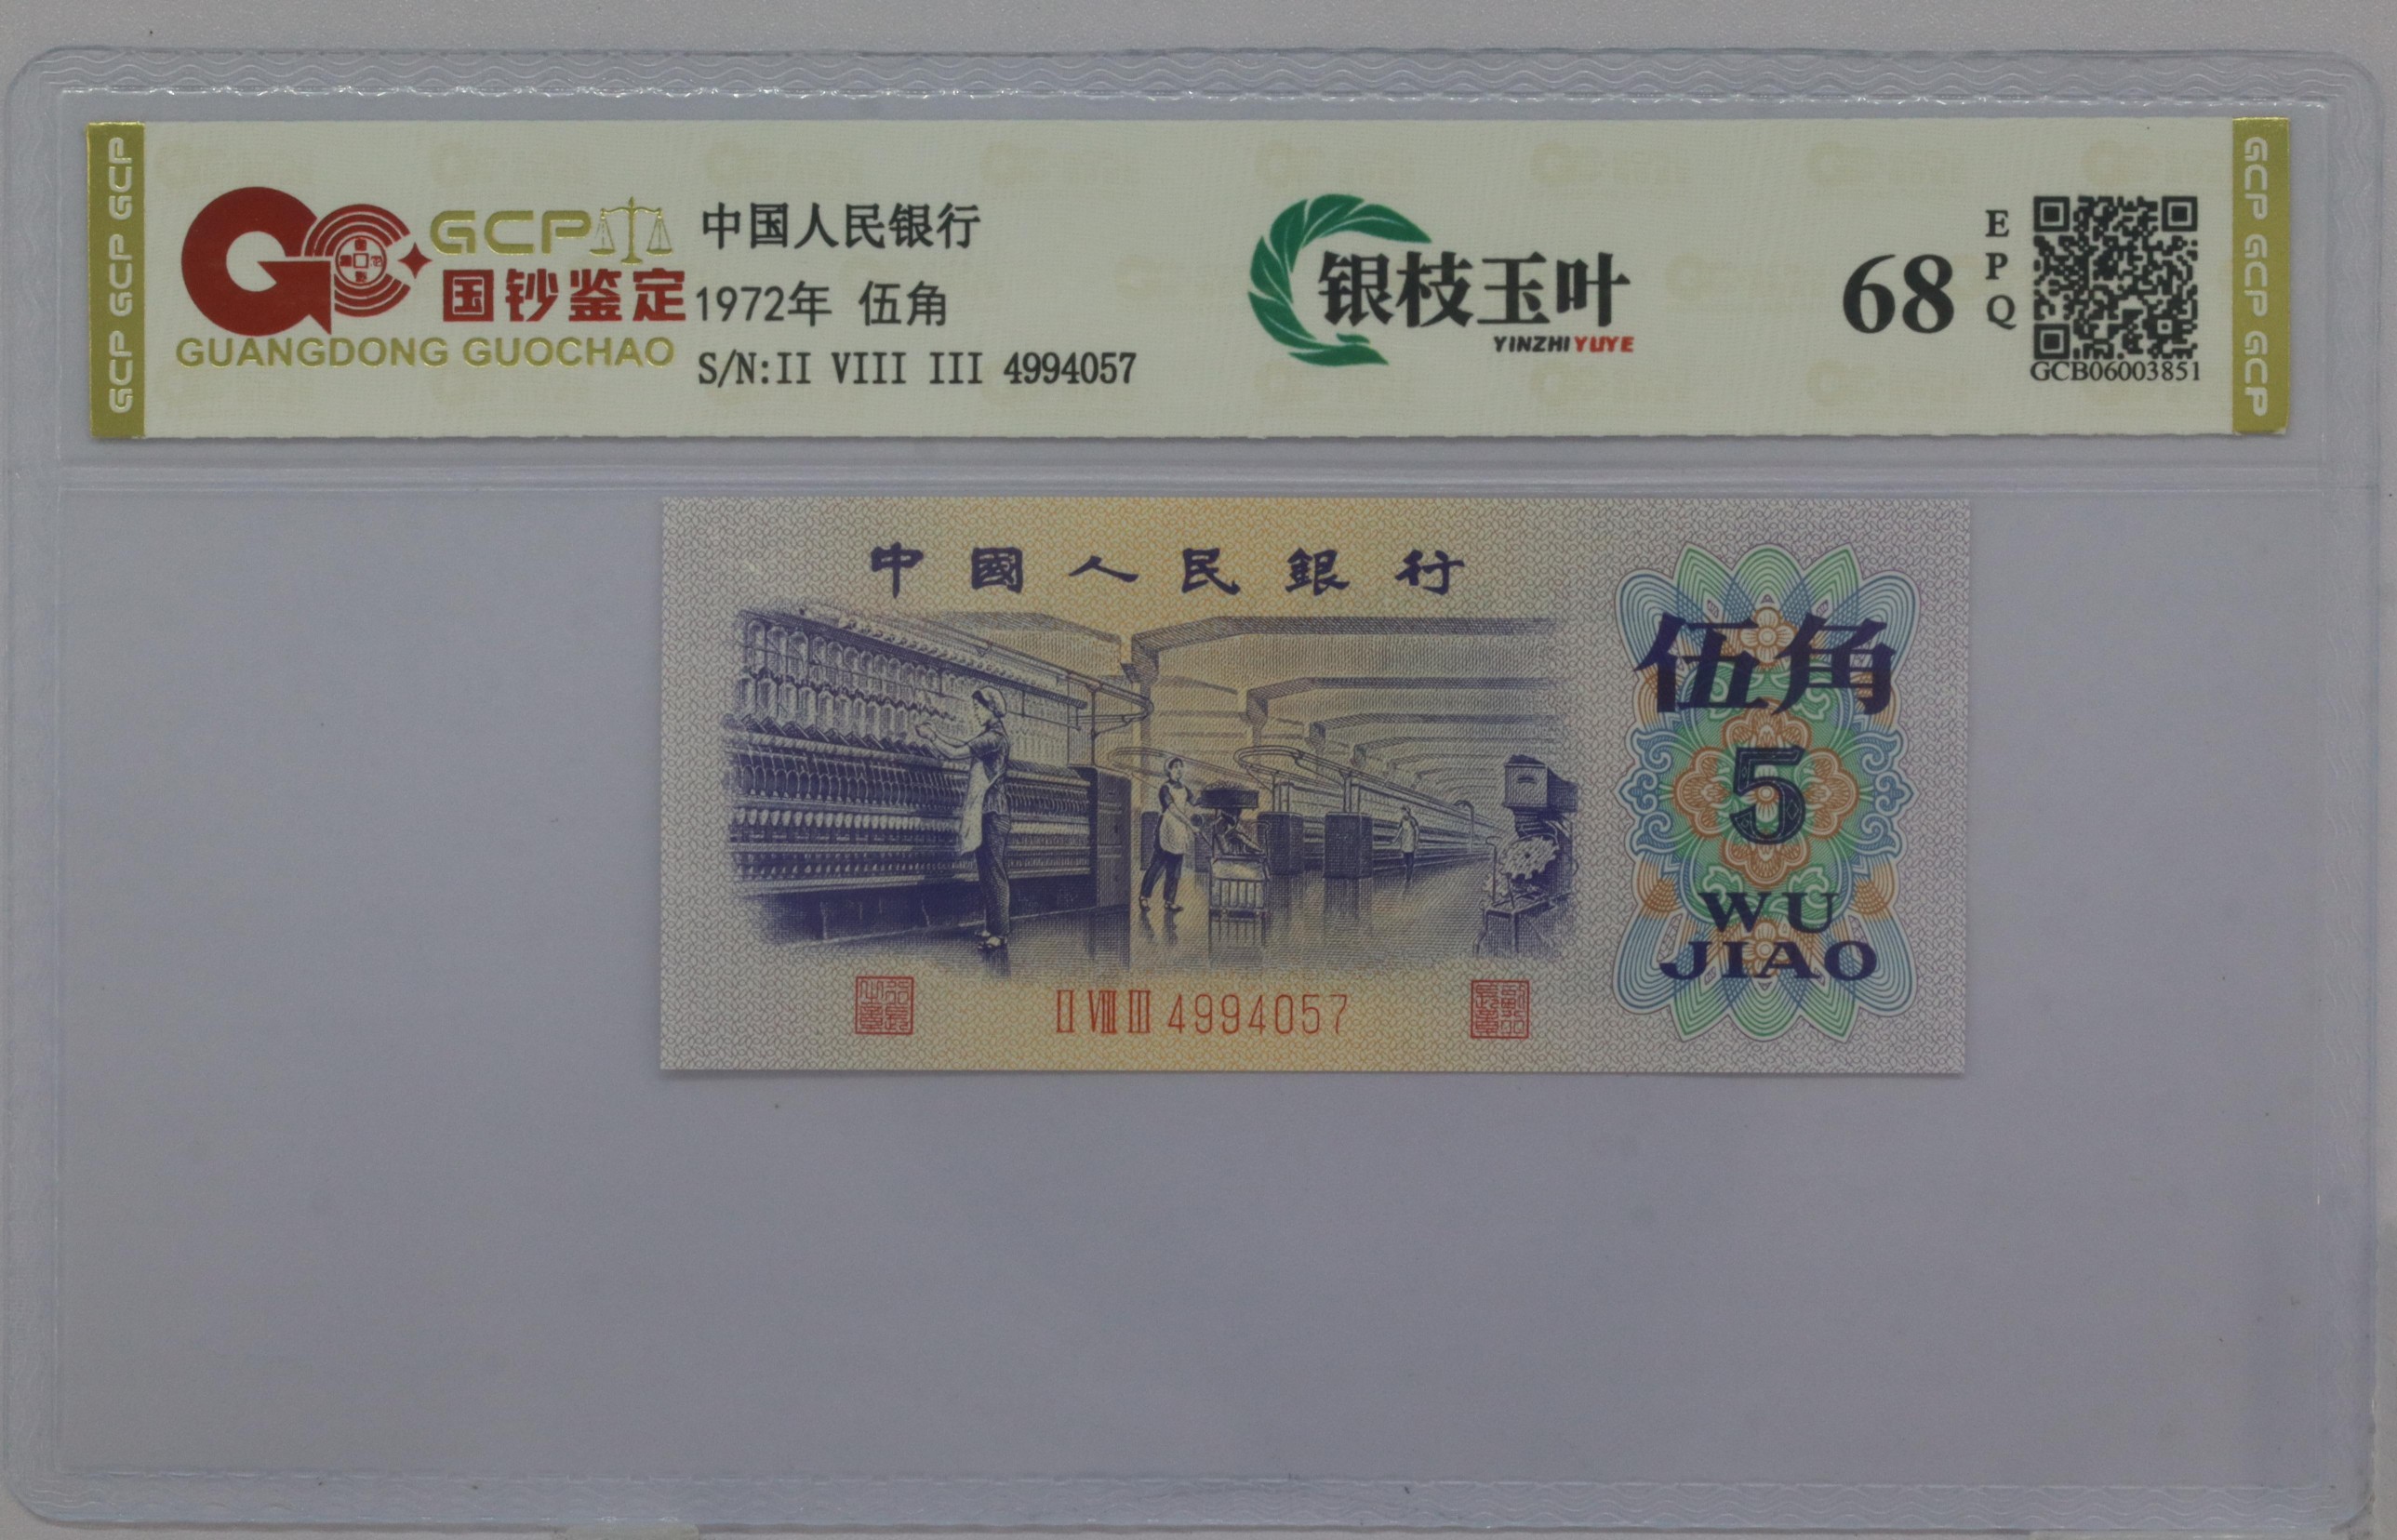 GCP GCP GCP
GCP
国钞鉴定
GUANGDONG GUOCHAO
中国人民银行
1972年 伍角
S/N:II VIII III 4994057
银枝玉叶
YINZHIYUYE
68
EPQ
GCB06003851
GCP GCP GCP
中國人民銀行
伍角
5
WU
JIAO
II VIII III 4994057